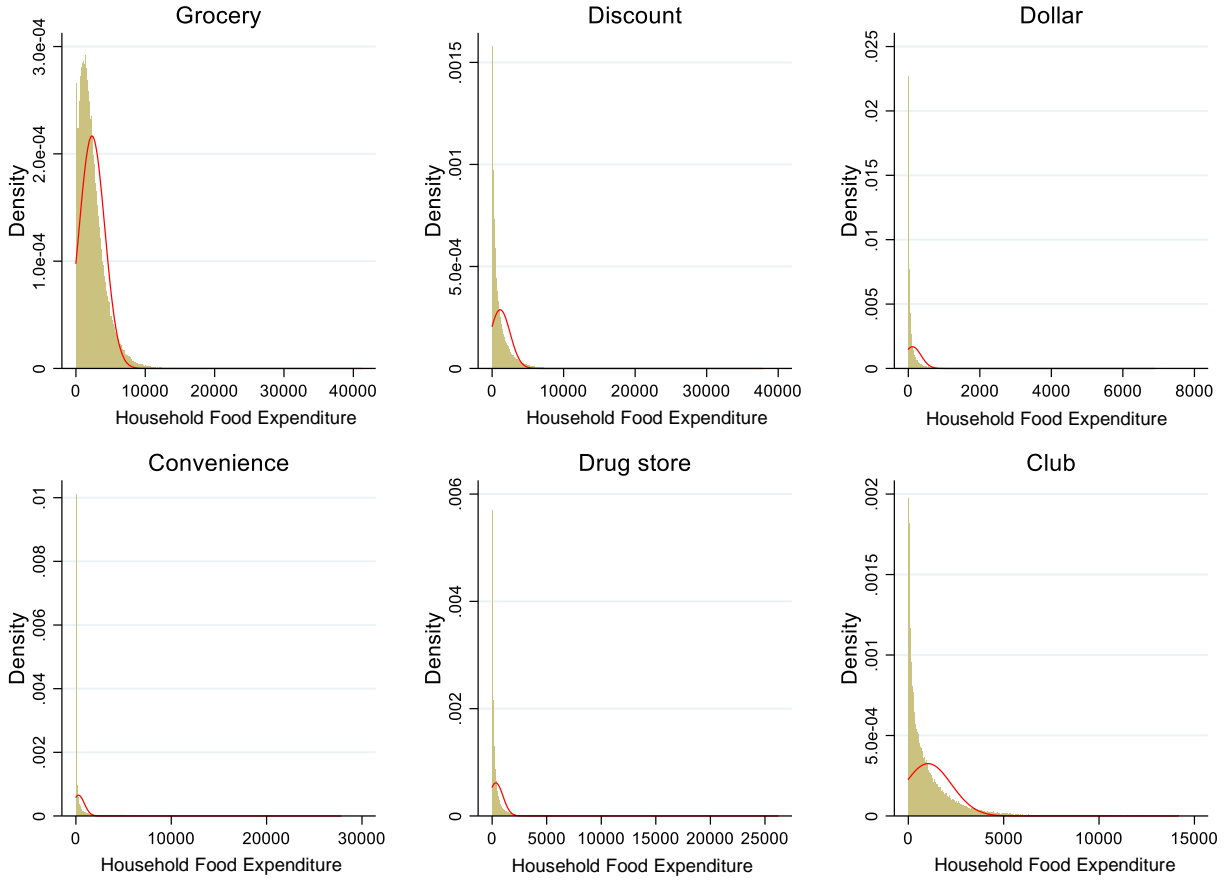 Grocery
Density
0
1.0e-04
2.0e-04
3.0e-04
0 10000 20000 30000 40000
Household Food Expenditure
Discount
Density
0
5.0e-04
.001
.0015
0 10000 20000 30000 40000
Household Food Expenditure
Dollar
Density
0
.005
.01
.015
.02
.025
0 2000 4000 6000 8000
Household Food Expenditure
Convenience
Density
0
.002
.004
.006
.008
.01
0 10000 20000 30000
Household Food Expenditure
Drug store
Density
0
.002
.004
.006
0 5000 10000 15000 20000 25000
Household Food Expenditure
Club
Density
0
5.0e-04
.001
.0015
.002
0 5000 10000 15000
Household Food Expenditure